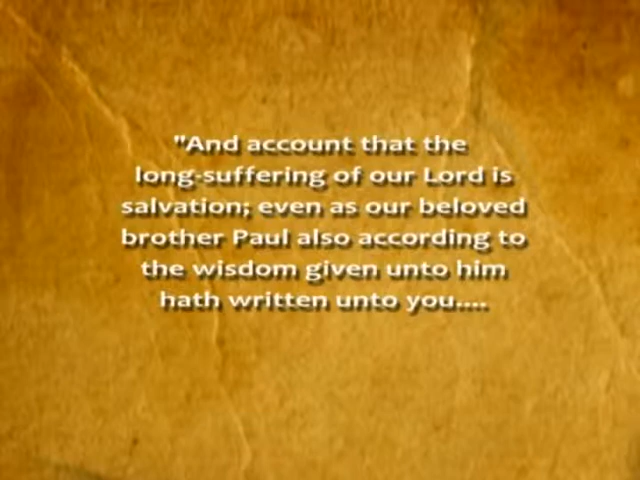 "And account that the
long-suffering of our Lord is
salvation; even as our beloved
brother Paul also according to
the wisdom given unto him
hath written unto you....